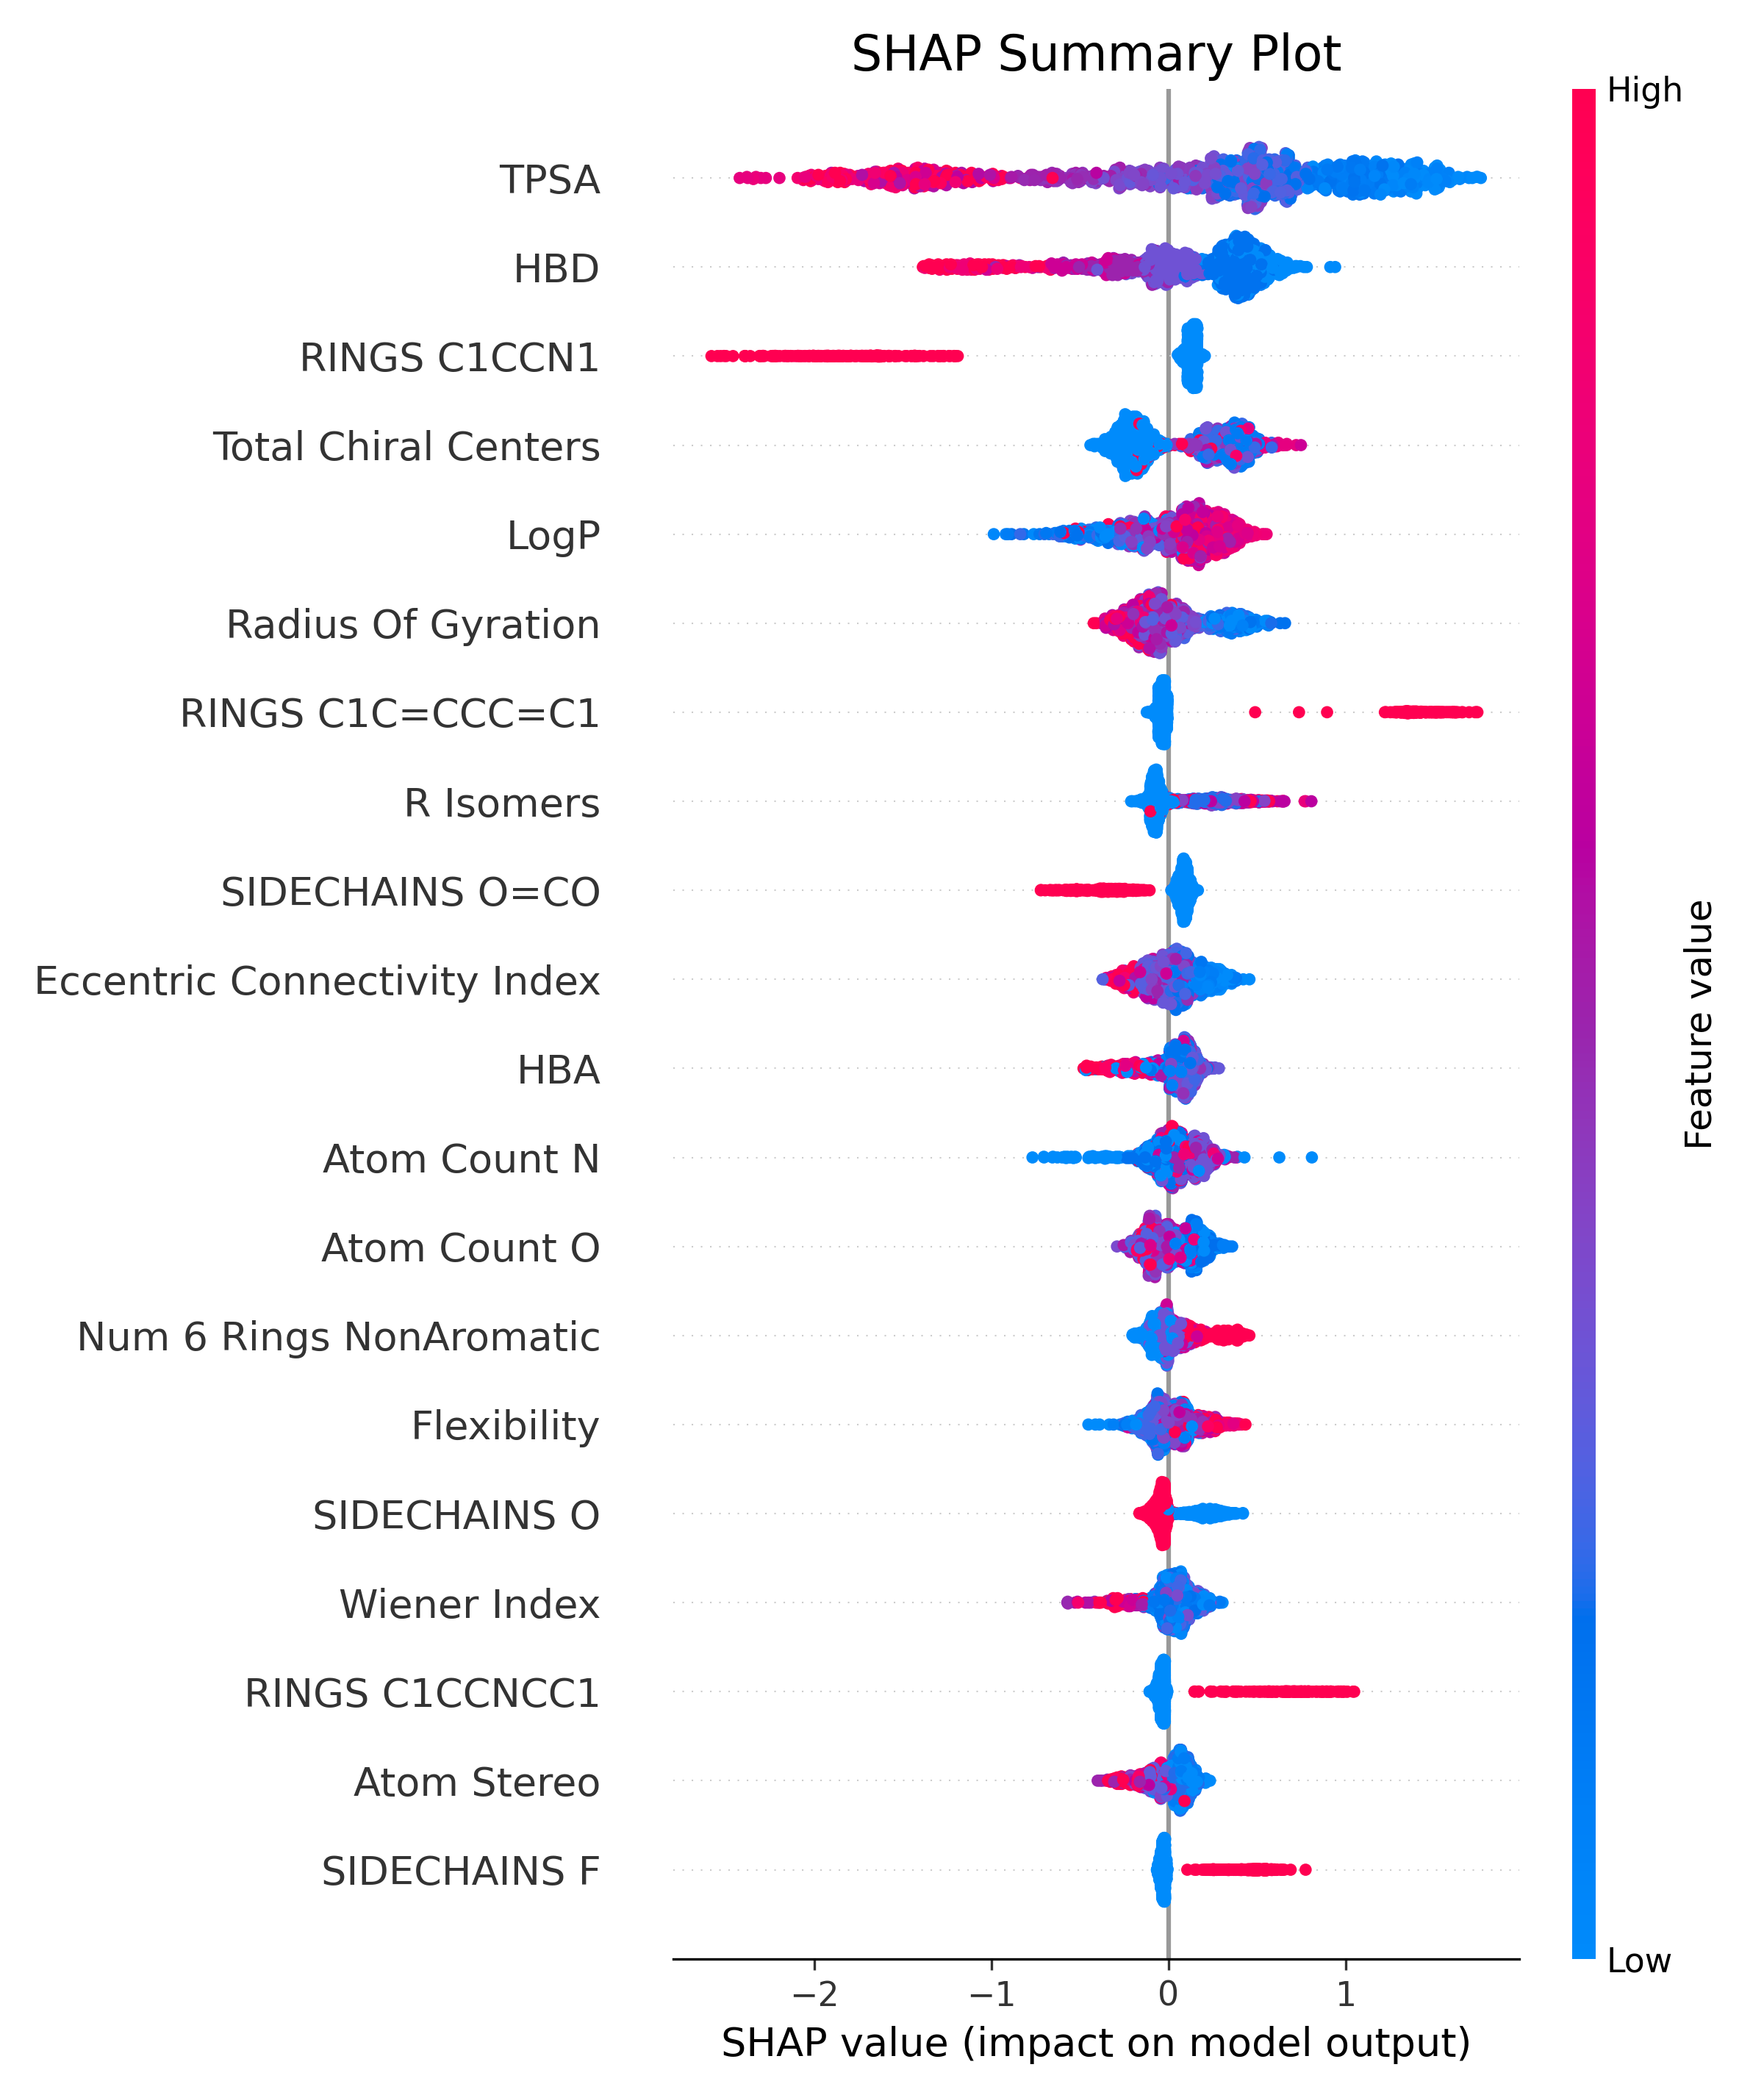 SHAP Summary Plot
High
TPSA
HBD
RINGS C1CCN1
Total Chiral Centers
LogP
Radius Of Gyration
RINGS C1C=CCC=C1
R Isomers
SIDECHAINS O=CO
Eccentric Connectivity Index
HBA
Atom Count N
Atom Count O
Num 6 Rings NonAromatic
Flexibility
SIDECHAINS O
Wiener Index
RINGS C1CCNCC1
Atom Stereo
SIDECHAINS F
Feature value
Low
−2 −1 0 1
SHAP value (impact on model output)